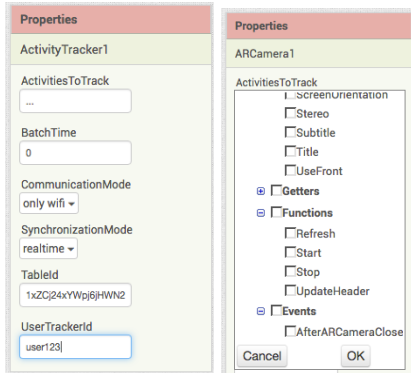 Properties
ActivityTracker1
ActivitiesToTrack
...
BatchTime
0
CommunicationMode
only wifi
SynchronizationMode
realtime
TableId
1xZCj24xYWpj6jHWN2
UserTrackerId
user123
Properties
ARCamera1
ActivitiesToTrack
ScreenOrientation
Stereo
Subtitle
Title
UseFront
Getters
Functions
Refresh
Start
Stop
UpdateHeader
Events
AfterARCameraClose
Cancel OK